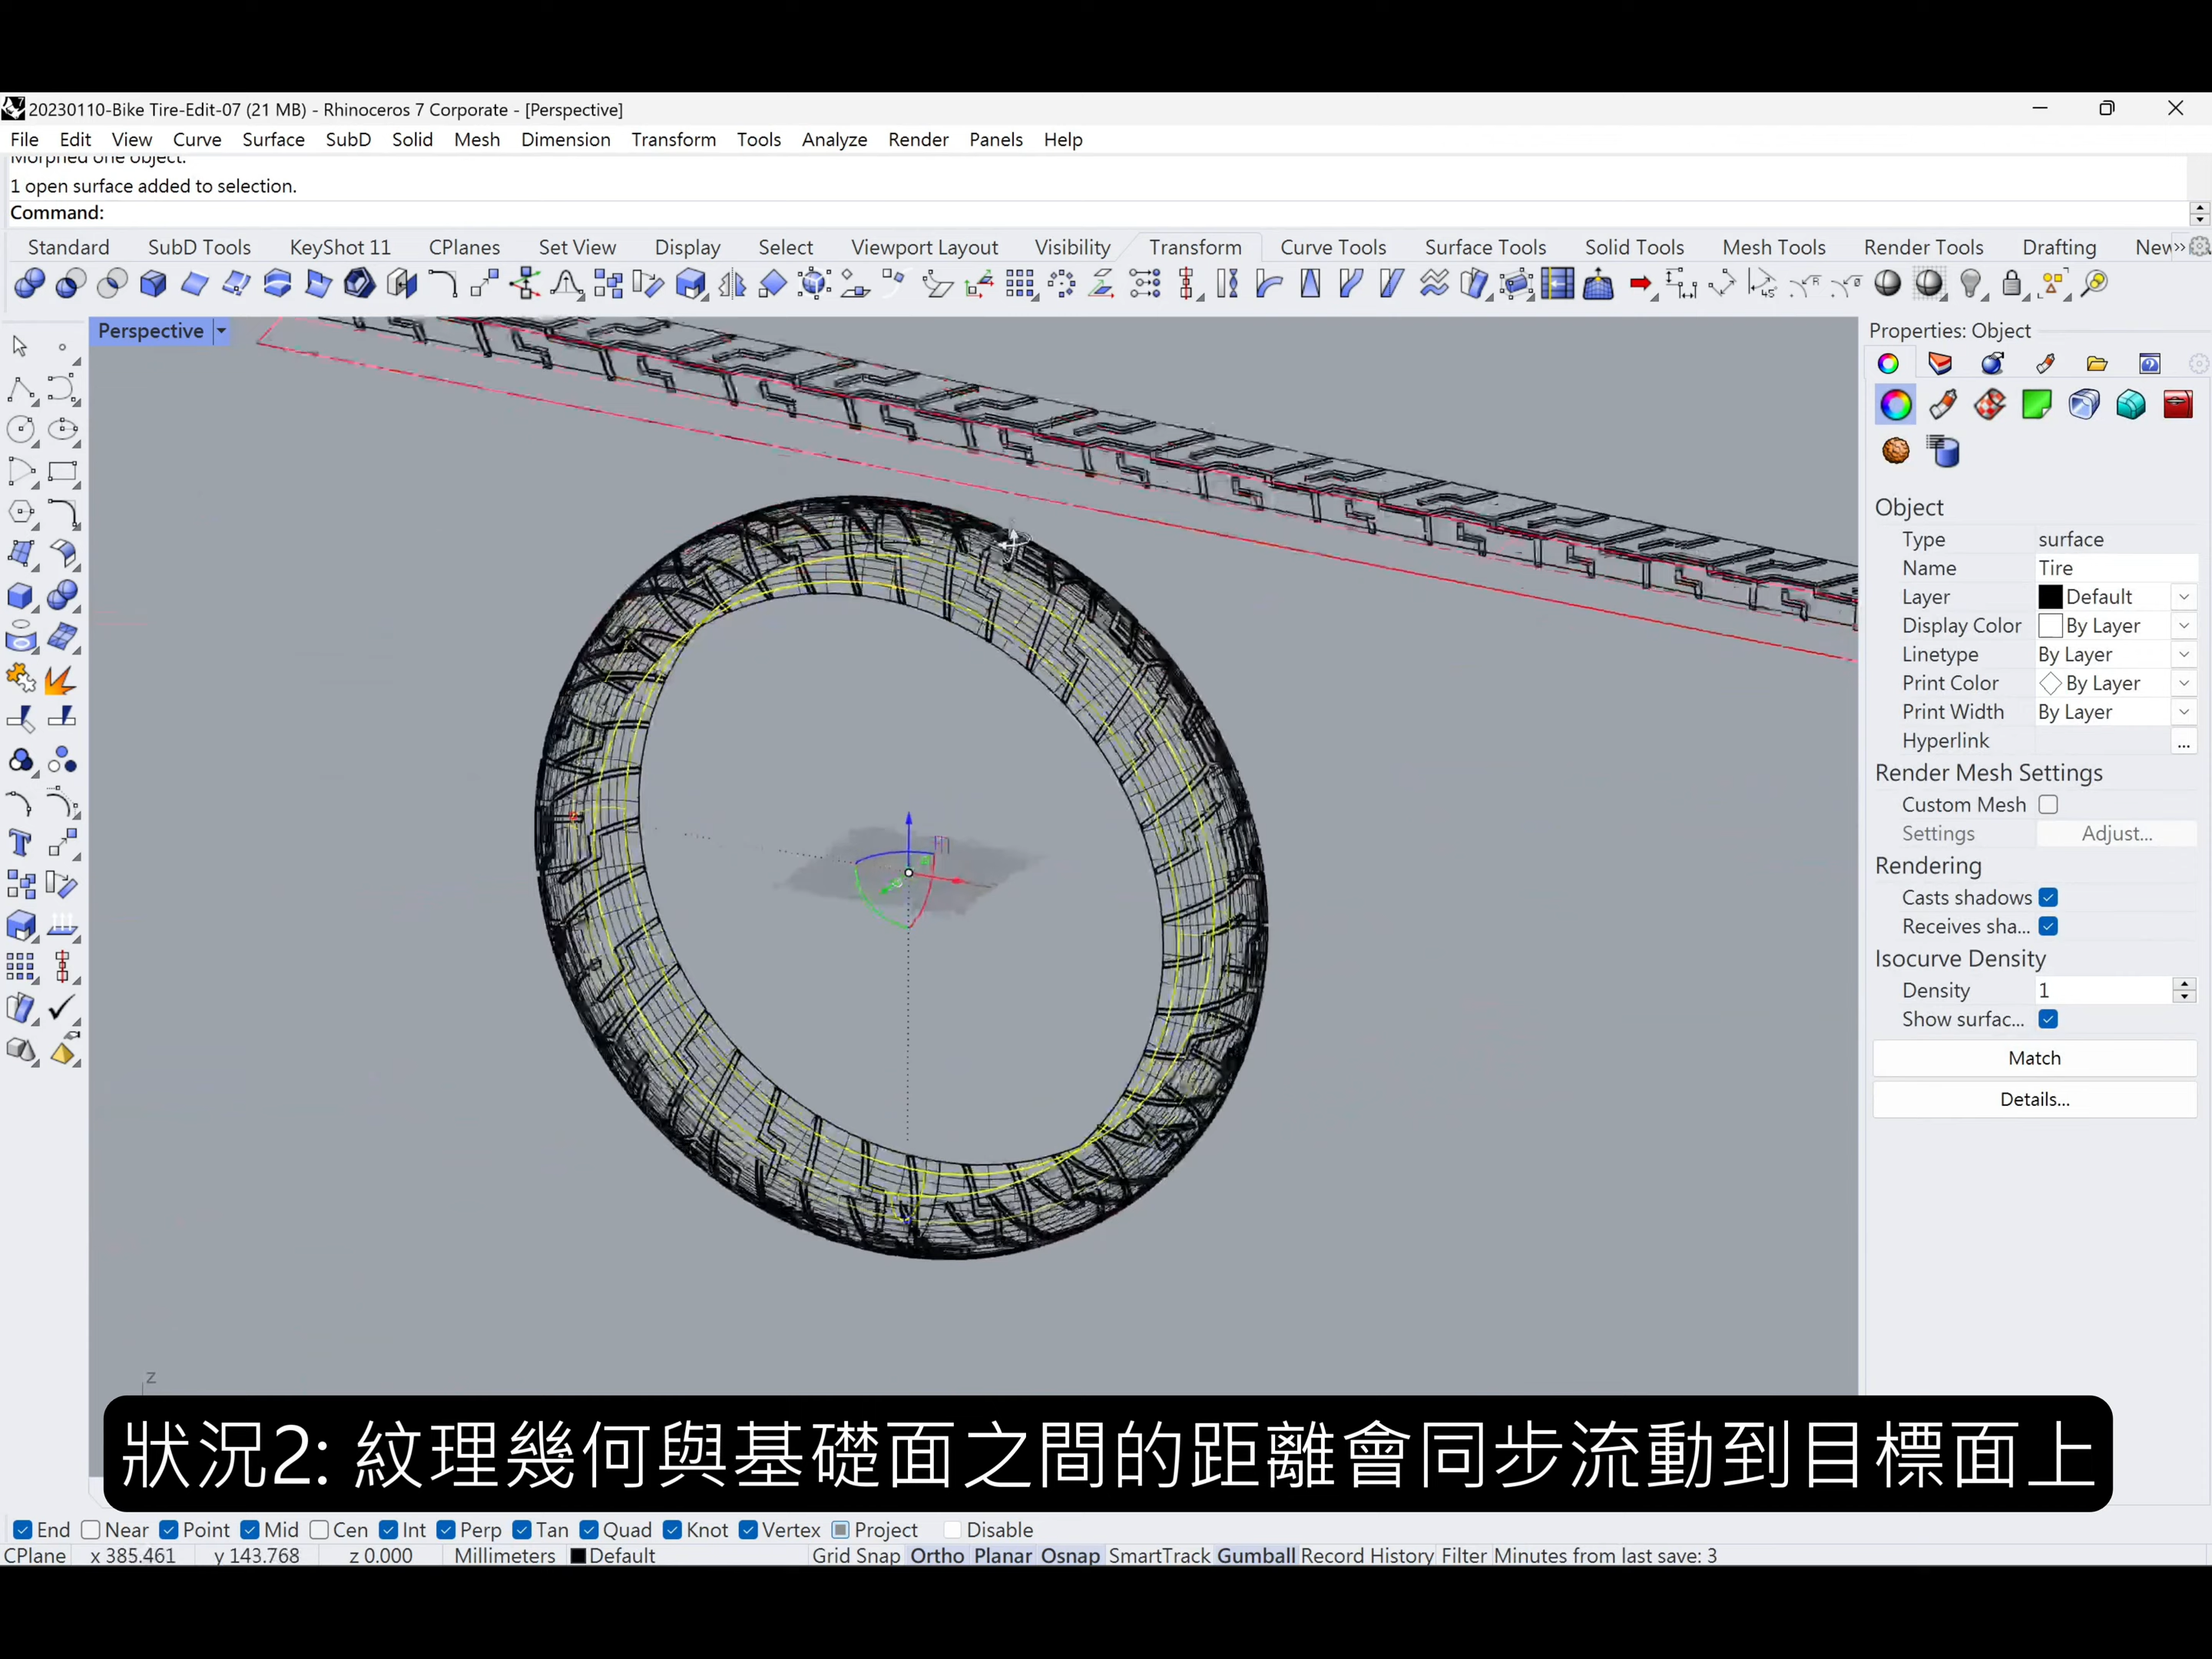 20230110-Bike Tire-Edit-07 (21 MB) - Rhinoceros 7 Corporate - [Perspective]
File Edit View Curve Surface SubD Solid Mesh Dimension Transform Tools Analyze Render Panels Help
Morphed one object.
1 open surface added to selection.
Command:
Standard SubD Tools KeyShot 11 CPlanes Set View Display Select Viewport Layout Visibility Transform Curve Tools Surface Tools Solid Tools Mesh Tools Render Tools Drafting New
Perspective
Properties: Object
Object
Type surface
Name Tire
Layer Default
Display Color By Layer
Linetype By Layer
Print Color By Layer
Print Width By Layer
Hyperlink ...
Render Mesh Settings
Custom Mesh
Settings Adjust...
Rendering
Casts shadows
Receives sha...
Isocurve Density
Density 1
Show surfac...
Match
Details...
z
狀況2: 紋理幾何與基礎面之間的距離會同步流動到目標面上
End Near Point Mid Cen Int Perp Tan Quad Knot Vertex Project Disable
CPlane x 385.461 y 143.768 z 0.000 Millimeters Default Grid Snap Ortho Planar Osnap SmartTrack Gumball Record History Filter Minutes from last save: 3